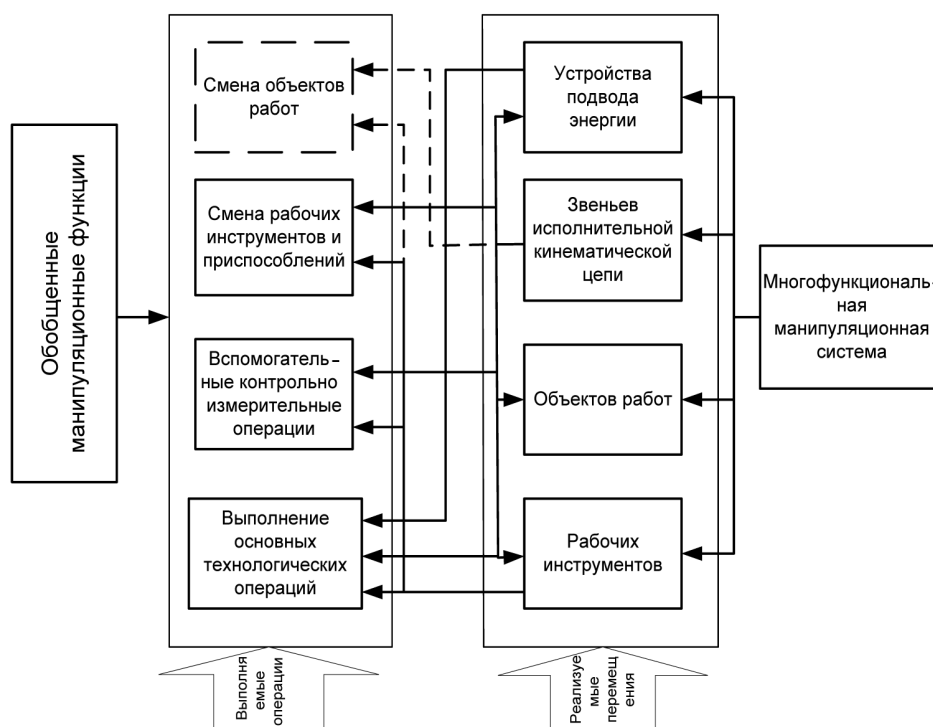 Обобщенные
манипуляционные функции
Смена объектов
работ
Смена рабочих
инструментов и
приспособлений
Вспомогатель-
ные контрольно
измерительные
операции
Выполнение
основных
технологических
операций
Выполня
емые
операции
Устройства
подвода
энергии
Звеньев
исполнительной
кинематической
цепи
Объектов работ
Рабочих
инструментов
Реализуе
мые
перемещ
ения
Многофункциональ-
ная
манипуляционная
система